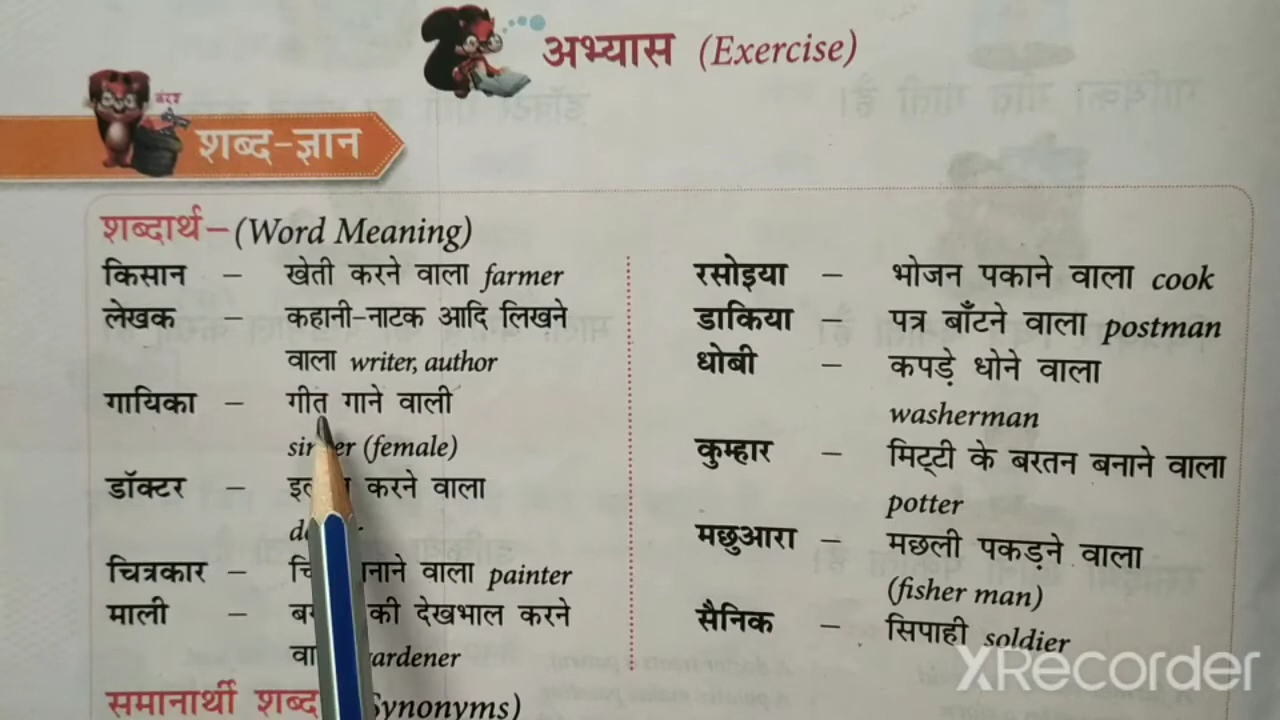 अभ्यास (Exercise)
शब्द-ज्ञान
शब्दार्थ–(Word Meaning)
किसान – खेती करने वाला farmer
लेखक – कहानी-नाटक आदि लिखने
वाला writer, author
गायिका – गीत गाने वाली
(female)
डॉक्टर – करने वाला
चित्रकार – वाला painter
माली – की देखभाल करने
रसोइया – भोजन पकाने वाला cook
डाकिया – पत्र बाँटने वाला postman
धोबी – कपड़े धोने वाला
washerman
कुम्हार – मिट्टी के बरतन बनाने वाला
potter
मछुआरा – मछली पकड़ने वाला
(fisher man)
सैनिक – सिपाही soldier
समानार्थी
XRecorder